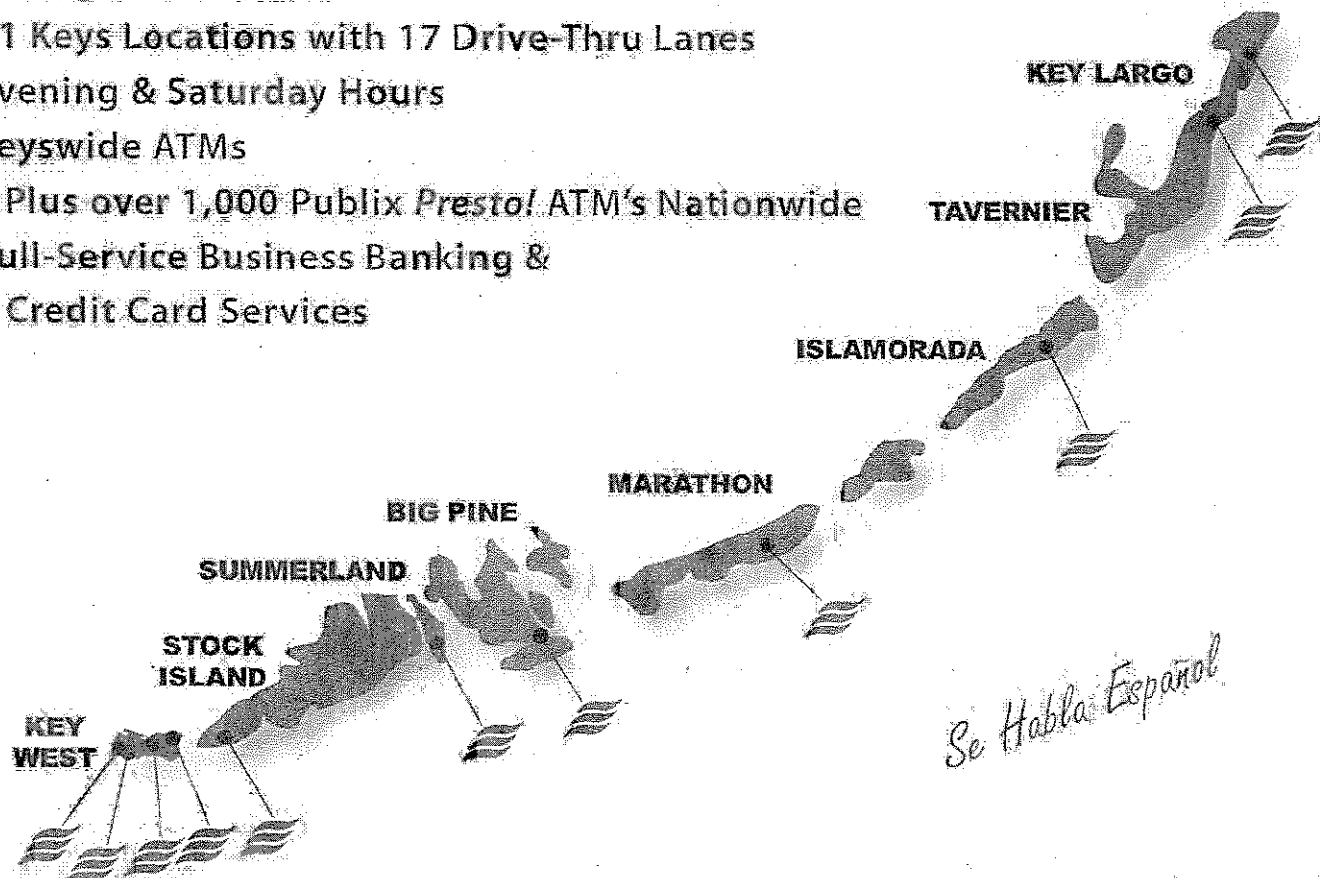 1 Keys Locations with 17 Drive-Thru Lanes
vening & Saturday Hours
eyswide ATMs
Plus over 1,000 Publix Presto! ATM's Nationwide
ull-Service Business Banking &
Credit Card Services
KEY LARGO
TAVERNIER
ISLAMORADA
MARATHON
BIG PINE
SUMMERLAND
STOCK
ISLAND
KEY
WEST
Se Habla Español